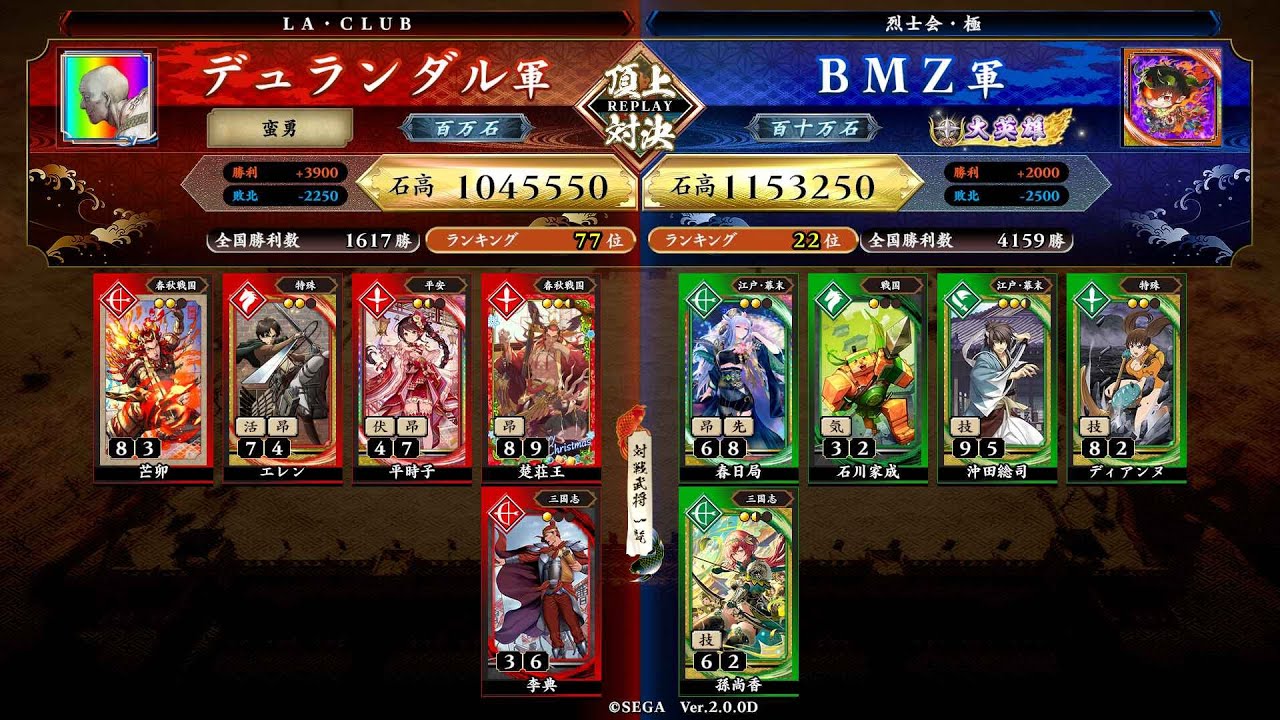 LA・CLUB
烈士会・極
デュランダル軍
頂上
REPLAY
対決
BMZ軍
蛮勇
百万石
百十万石
大英雄
勝利 +3900
敗北 -2250
石高 1045550
石高 1153250
勝利 +2000
敗北 -2500
全国勝利数 1617勝
ランキング 77位
ランキング 22位
全国勝利数 4159勝
春秋戦国
特殊
平安
春秋戦国
江戸・幕末
戦国
江戸・幕末
特殊
活 昂
伏 昂
昂
昂 先
気
技
技
8 3
7 4
4 7
8 9
Christmas
6 8
3 2
9 5
8 2
芒卯
エレン
平時子
楚荘王
春日局
石川家成
沖田総司
ディアンヌ
対戦武将一覧
三国志
三国志
技
3 6
6 2
李典
孫尚香
©SEGA Ver.2.0.0D